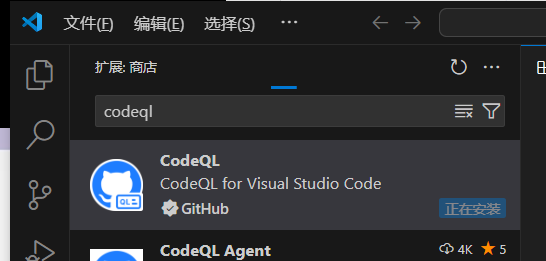 文件(F) 编辑(E) 选择(S) ...
扩展: 商店 ...
codeql
CodeQL
CodeQL for Visual Studio Code
GitHub
正在安装
CodeQL Agent 4K 5